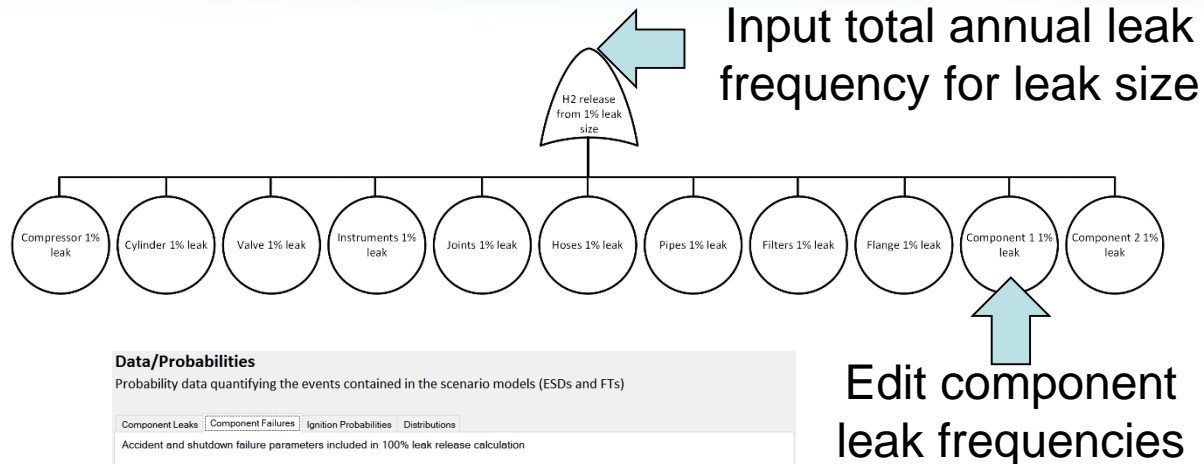 Input total annual leak
frequency for leak size
H2 release
from 1% leak
size
Compressor 1%
leak
Cylinder 1% leak
Valve 1% leak
Instruments 1%
leak
Joints 1% leak
Hoses 1% leak
Pipes 1% leak
Filters 1% leak
Flange 1% leak
Component 1 1%
leak
Component 2 1%
leak
Edit component
leak frequencies
Data/Probabilities
Probability data quantifying the events contained in the scenario models (ESDs and FTs)
Component Leaks Component Failures Ignition Probabilities Distributions
Accident and shutdown failure parameters included in 100% leak release calculation